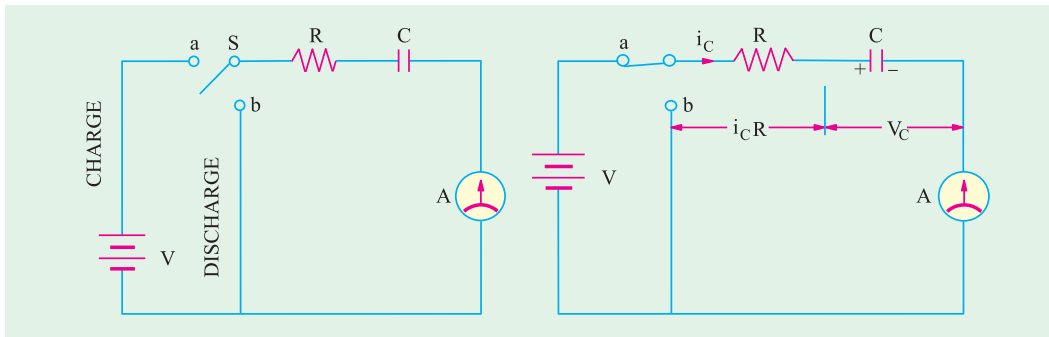 a S R C
b
CHARGE
DISCHARGE
A
V
a i_C R C
+ −
b
i_C R V_C
V
A